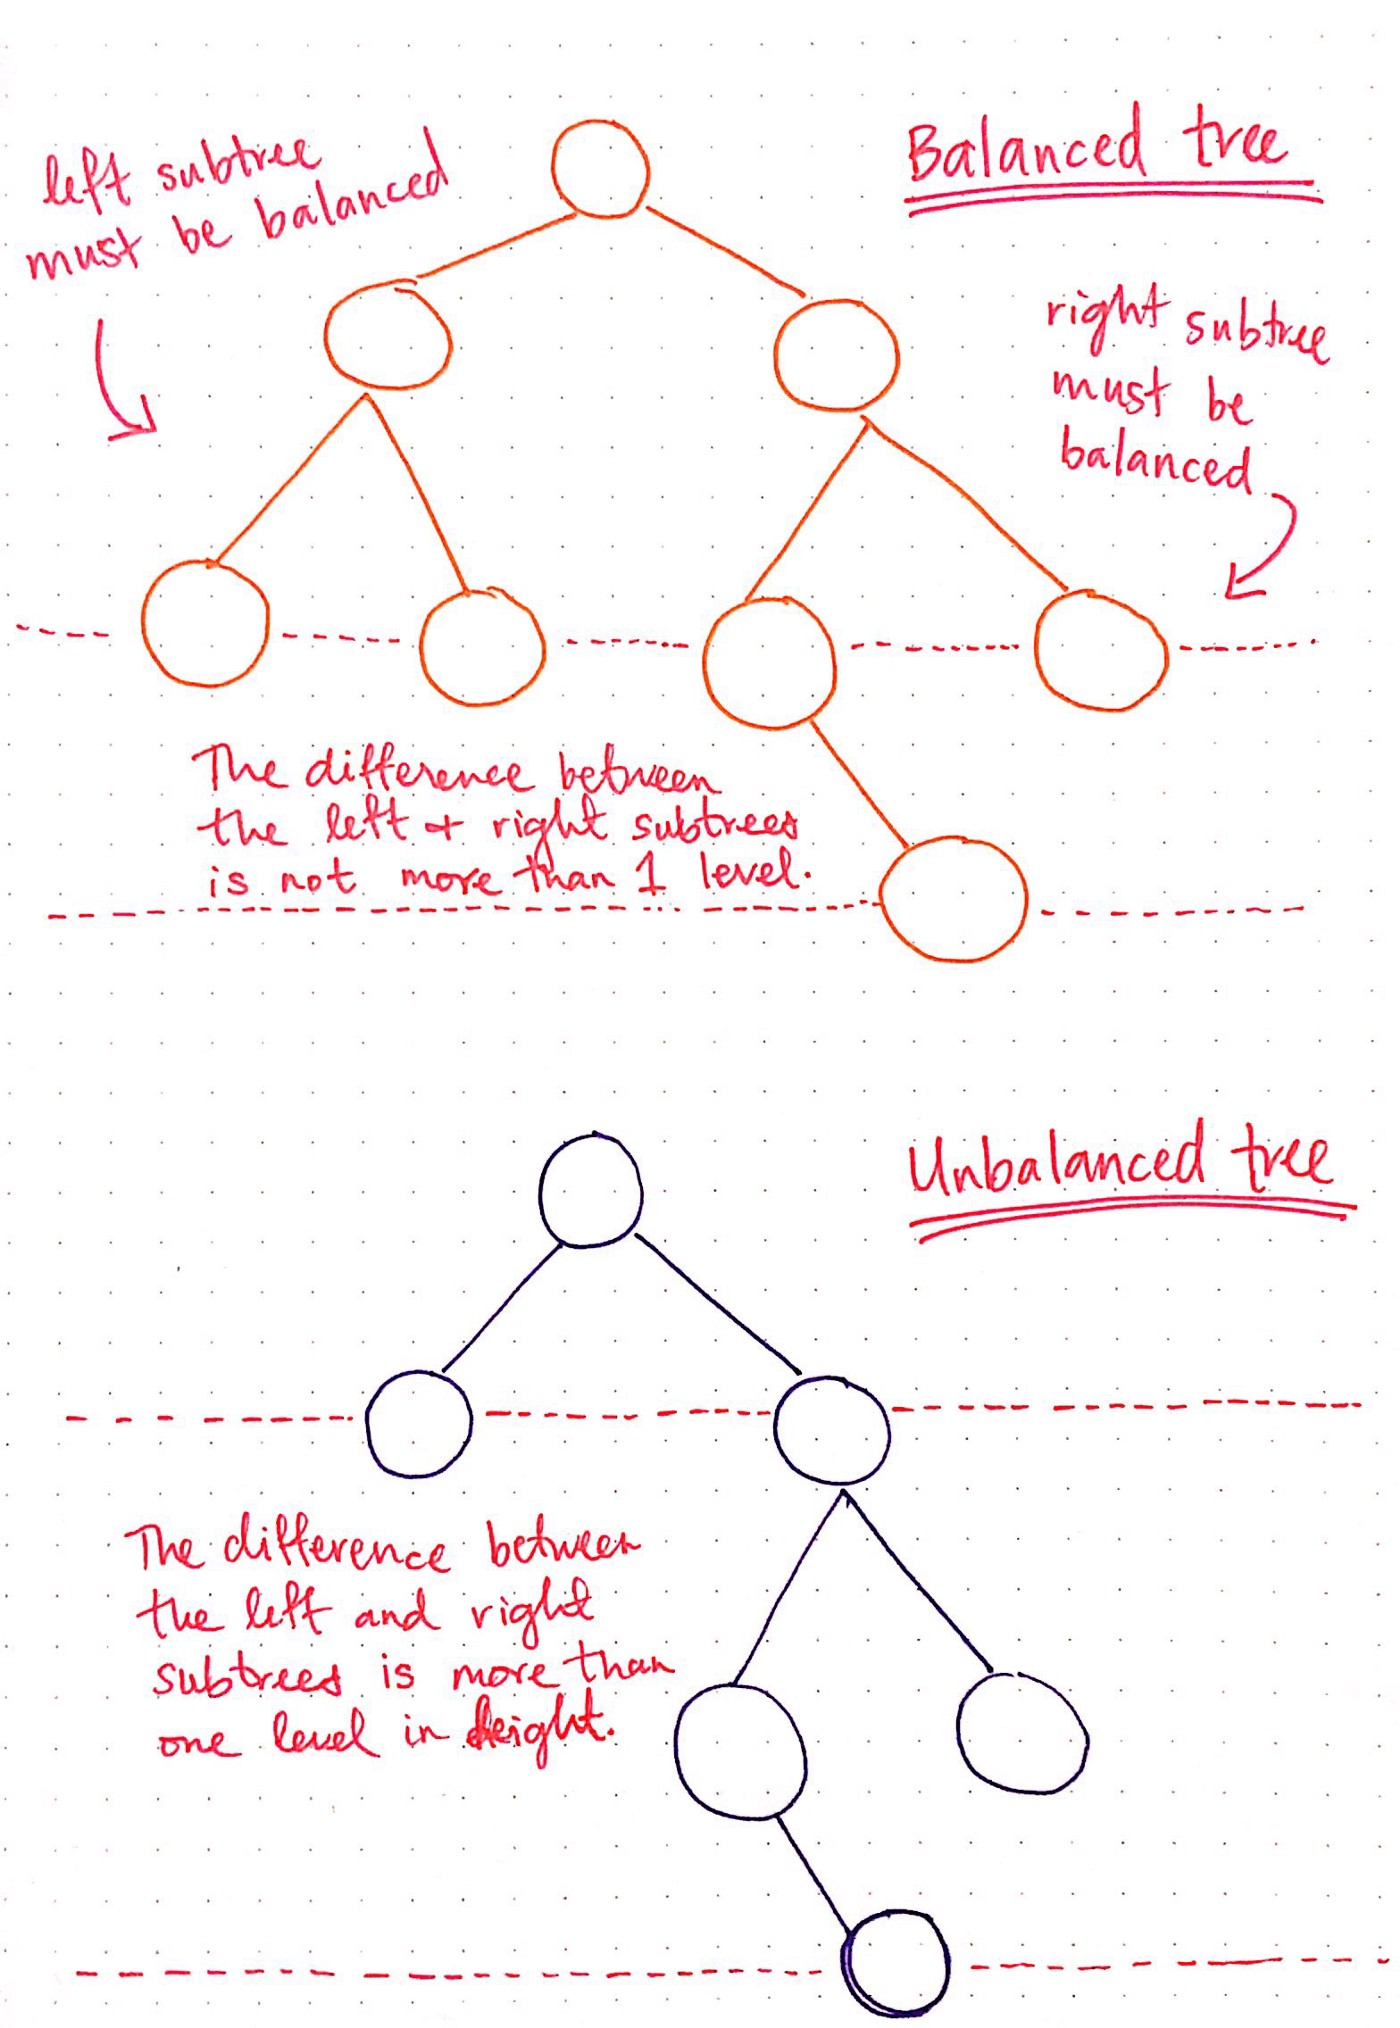 Balanced tree
left subtree
must be balanced
right subtree
must be
balanced
The difference between
the left + right subtrees
is not more than 1 level.
Unbalanced tree
The difference between
the left and right
subtrees is more than
one level in height.